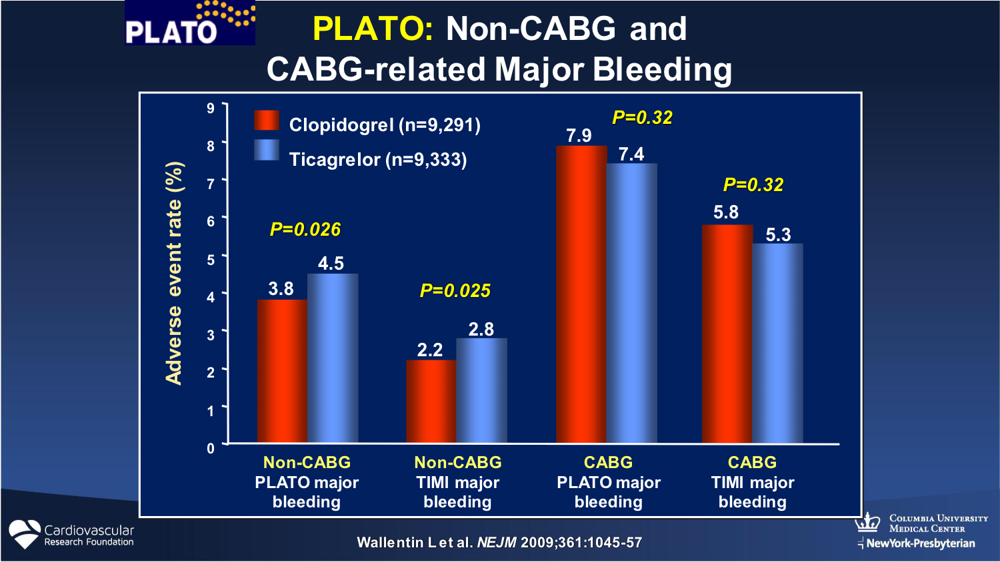 PLATO
PLATO: Non-CABG and
CABG-related Major Bleeding
9
8
7
6
5
4
3
2
1
0
Adverse event rate (%)
Clopidogrel (n=9,291)
Ticagrelor (n=9,333)
P=0.026
3.8
4.5
P=0.025
2.2
2.8
P=0.32
7.9
7.4
P=0.32
5.8
5.3
Non-CABG
PLATO major
bleeding
Non-CABG
TIMI major
bleeding
CABG
PLATO major
bleeding
CABG
TIMI major
bleeding
Cardiovascular
Research Foundation
Wallentin L et al. NEJM 2009;361:1045-57
COLUMBIA UNIVERSITY
MEDICAL CENTER
NewYork-Presbyterian